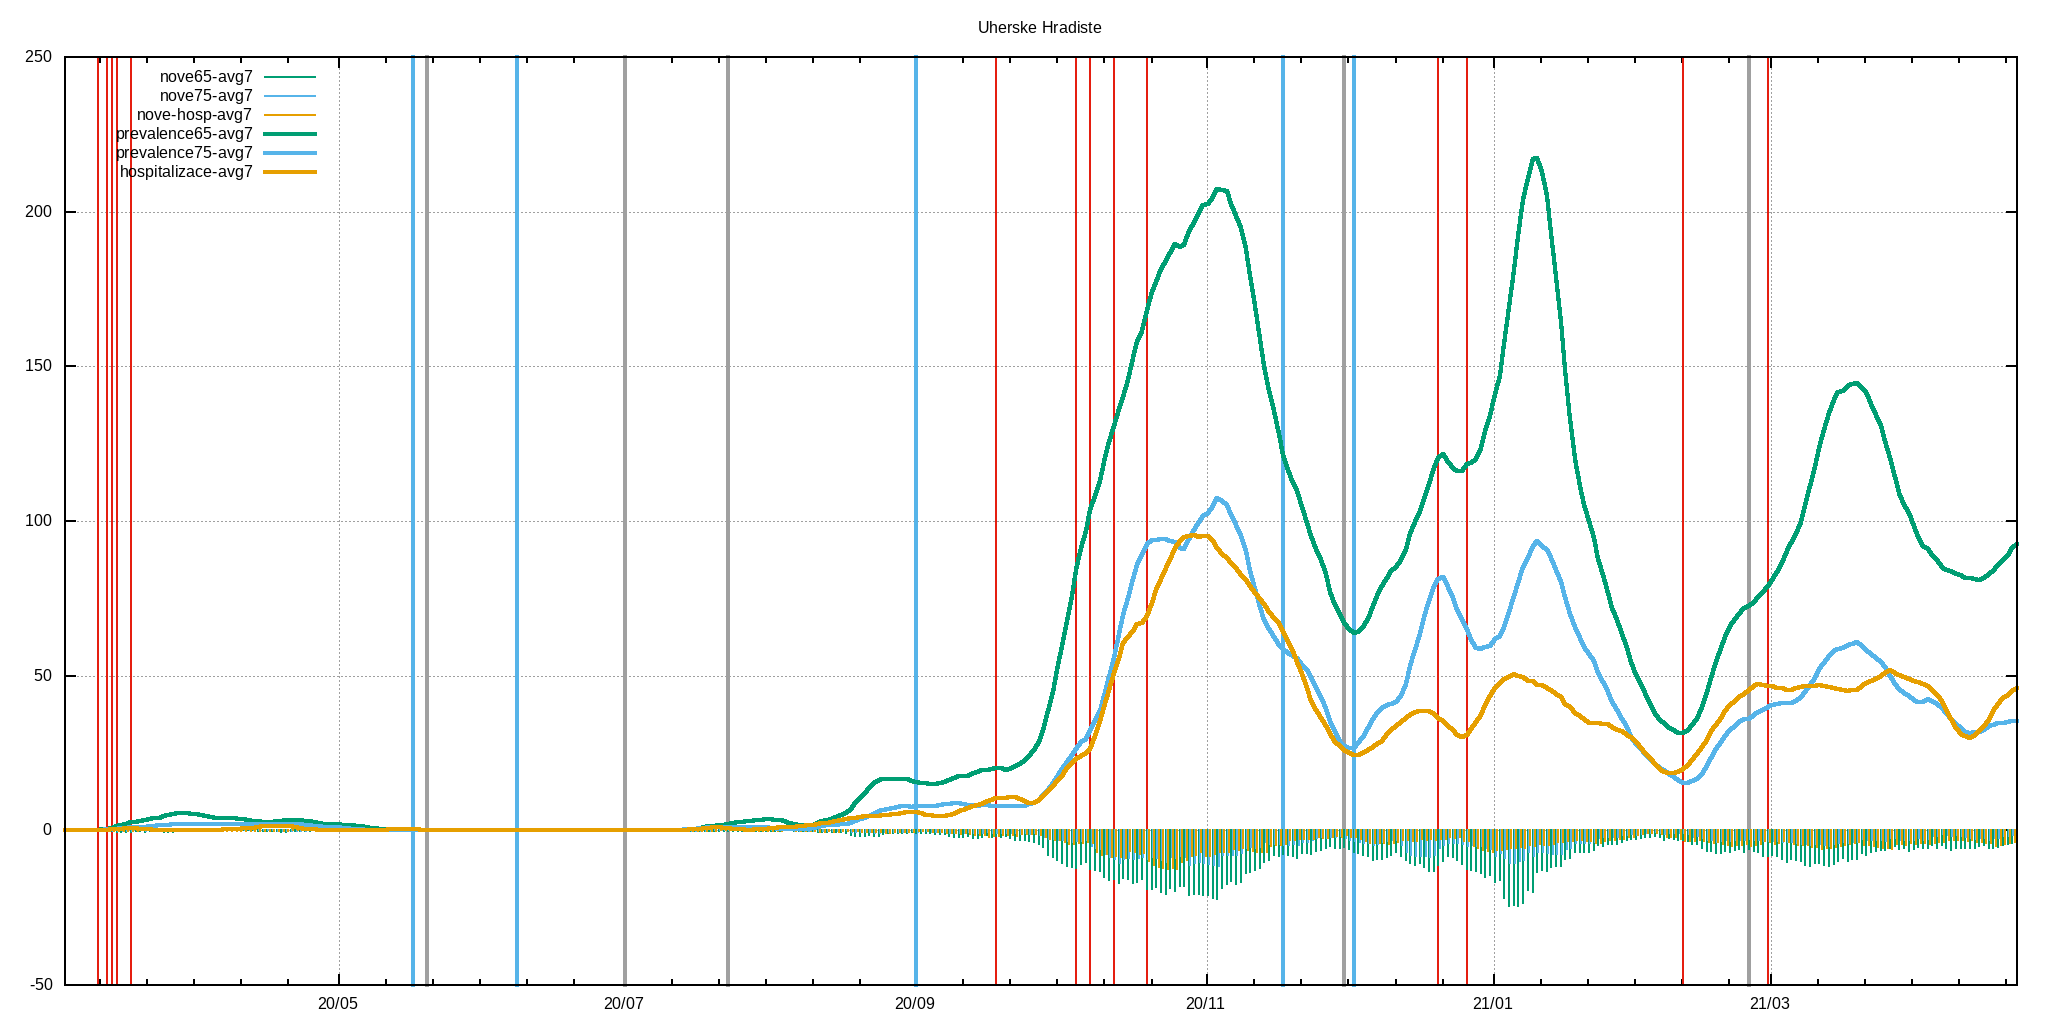 Uherske Hradiste
250
200
150
100
50
0
-50
nove65-avg7
nove75-avg7
nove-hosp-avg7
prevalence65-avg7
prevalence75-avg7
hospitalizace-avg7
20/05 20/07 20/09 20/11 21/01 21/03